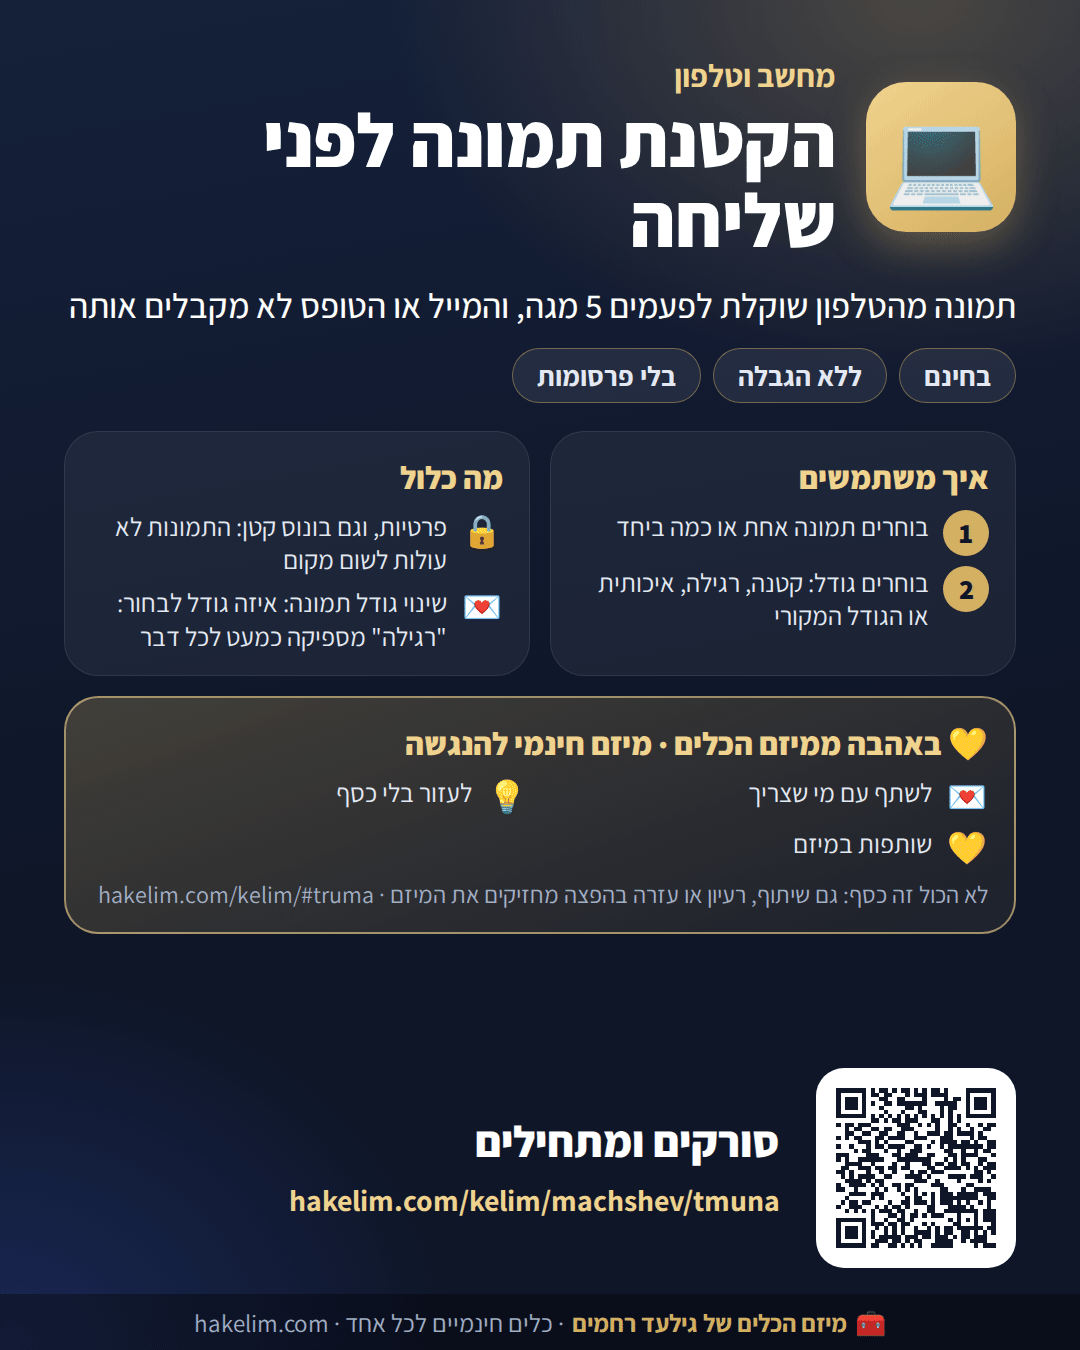 מחשב וטלפון
הקטנת תמונה לפני
שליחה
תמונה מהטלפון שוקלת לפעמים 5 מגה, והמייל או הטופס לא מקבלים אותה
בחינם
ללא הגבלה
בלי פרסומות
איך משתמשים
1 בוחרים תמונה אחת או כמה ביחד
2 בוחרים גודל: קטנה, רגילה, איכותית
או הגודל המקורי
מה כלול
פרטיות, וגם בונוס קטן: התמונות לא
עולות לשום מקום
שינוי גודל תמונה: איזה גודל לבחור:
"רגילה" מספיקה כמעט לכל דבר
באהבה ממיזם הכלים · מיזם חינמי להנגשה
לשתף עם מי שצריך
לעזור בלי כסף
שותפות במיזם
לא הכול זה כסף: גם שיתוף, רעיון או עזרה בהפצה מחזיקים את המיזם · hakelim.com/kelim/#truma
סורקים ומתחילים
hakelim.com/kelim/machshev/tmuna
מיזם הכלים של גילעד רחמים · כלים חינמיים לכל אחד · hakelim.com